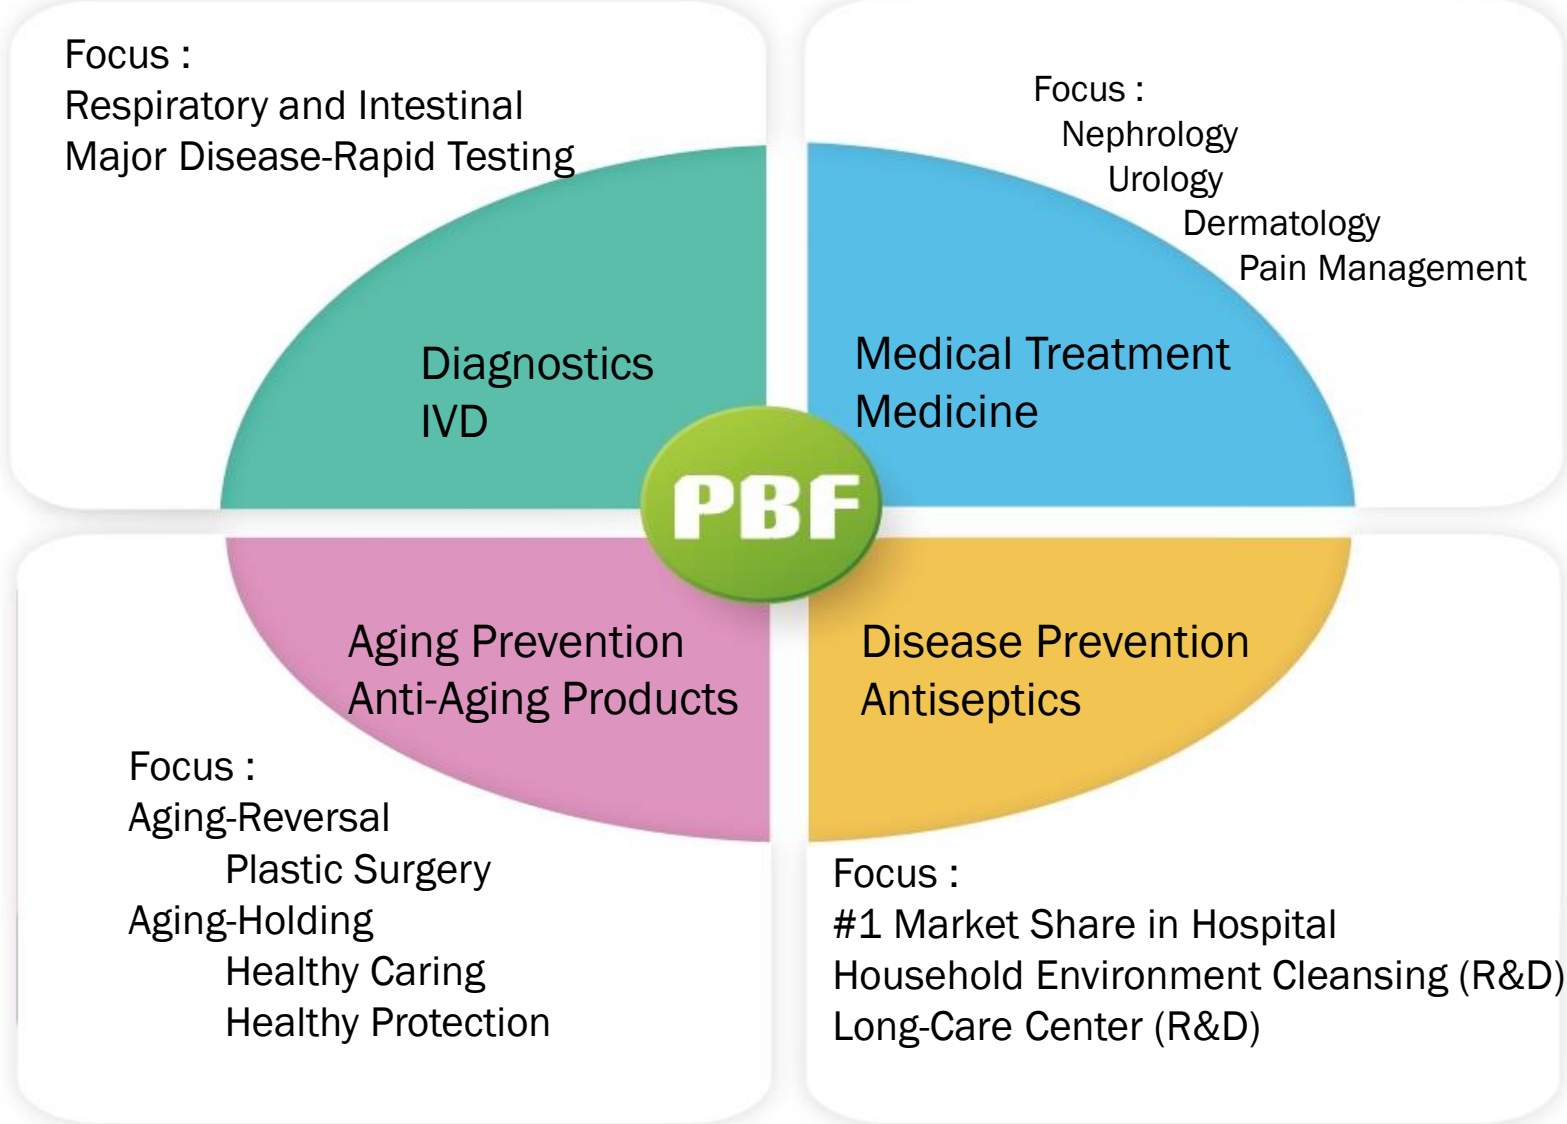 Focus :
Respiratory and Intestinal
Major Disease-Rapid Testing
Diagnostics
IVD
Focus :
Nephrology
Urology
Dermatology
Pain Management
Medical Treatment
Medicine
PBF
Aging Prevention
Anti-Aging Products
Focus :
Aging-Reversal
Plastic Surgery
Aging-Holding
Healthy Caring
Healthy Protection
Disease Prevention
Antiseptics
Focus :
#1 Market Share in Hospital
Household Environment Cleansing (R&D)
Long-Care Center (R&D)